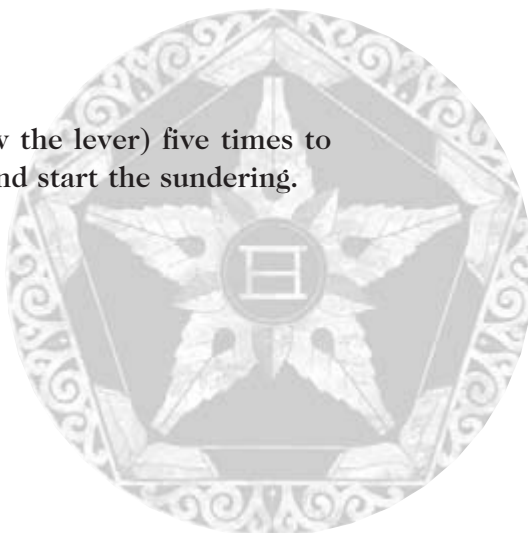 w the lever) five times to
nd start the sundering.